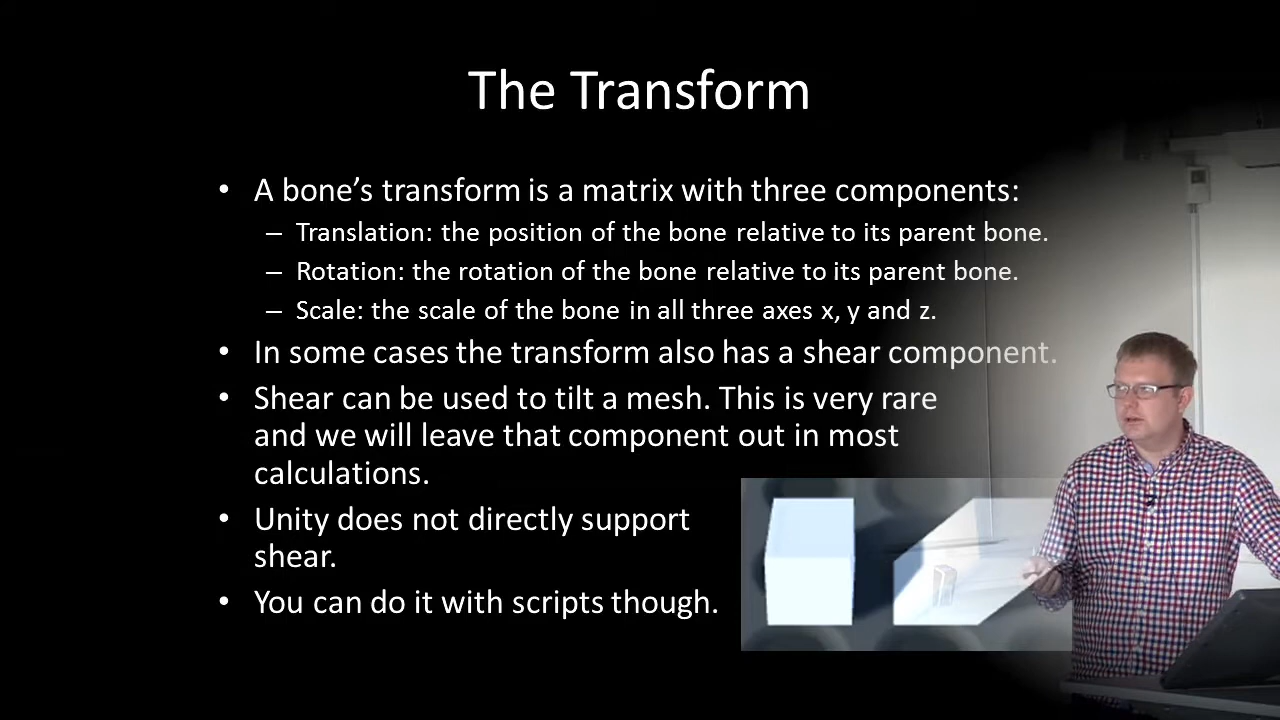 The Transform
• A bone’s transform is a matrix with three components:
– Translation: the position of the bone relative to its parent bone.
– Rotation: the rotation of the bone relative to its parent bone.
– Scale: the scale of the bone in all three axes x, y and z.
• In some cases the transform also has a shear component.
• Shear can be used to tilt a mesh. This is very rare
and we will leave that component out in most
calculations.
• Unity does not directly support
shear.
• You can do it with scripts though.